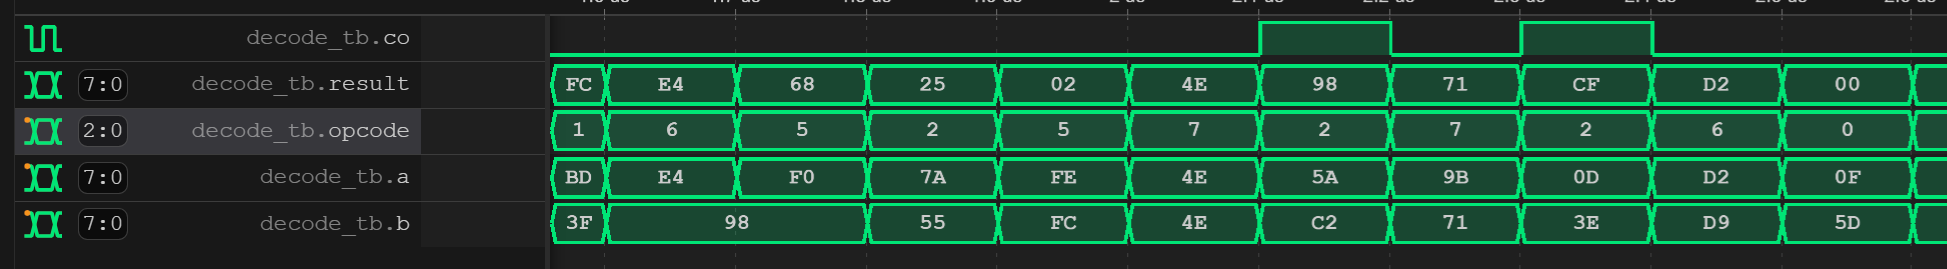 decode_tb.co
7:0 decode_tb.result FC E4 68 25 02 4E 98 71 CF D2 00
2:0 decode_tb.opcode 1 6 5 2 5 7 2 7 2 6 0
7:0 decode_tb.a BD E4 F0 7A FE 4E 5A 9B 0D D2 0F
7:0 decode_tb.b 3F 98 55 FC 4E C2 71 3E D9 5D